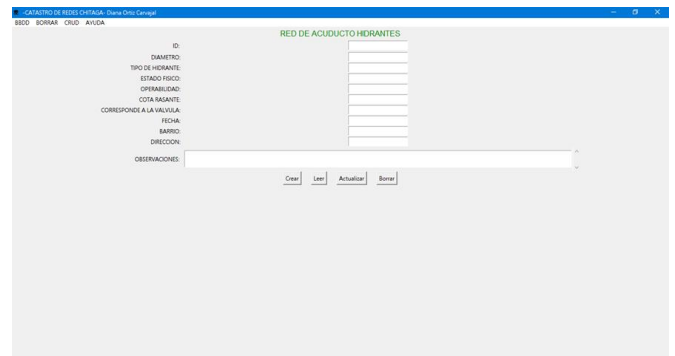 -CATASTRO DE REDES CHITAGA- Diana Ortiz Carvajal
BBDD BORRAR CRUD AYUDA
RED DE ACUDUCTO HIDRANTES
ID:
DIAMETRO:
TIPO DE HIDRANTE:
ESTADO FISICO:
OPERABILIDAD:
COTA RASANTE:
CORRESPONDE A LA VALVULA:
FECHA:
BARRIO:
DIRECCON:
OBSERVACIONES:
Crear Leer Actualizar Borrar